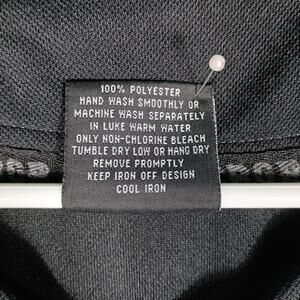 100% POLYESTER
HAND WASH SMOOTHLY OR
MACHINE WASH SEPARATELY
IN LUKE WARM WATER
ONLY NON-CHLORINE BLEACH
TUMBLE DRY LOW OR HANG DRY
REMOVE PROMPTLY
KEEP IRON OFF DESIGN
COOL IRON